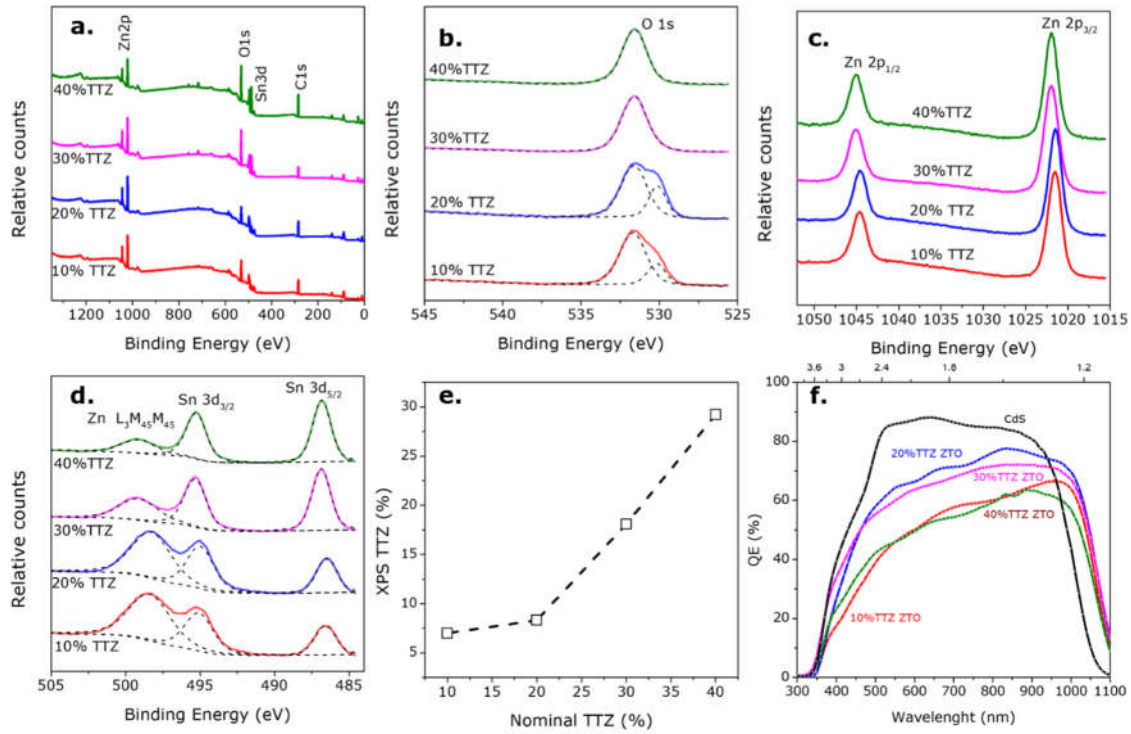 a.
Zn2p
O1s
Sn3d
C1s
40%TTZ
30%TTZ
20% TTZ
10% TTZ
Relative counts
1200 1000 800 600 400 200 0
Binding Energy (eV)
b.
O 1s
40%TTZ
30%TTZ
20% TTZ
10% TTZ
Relative counts
545 540 535 530 525
Binding Energy (eV)
c.
Zn 2p3/2
Zn 2p1/2
40%TTZ
30%TTZ
20% TTZ
10% TTZ
Relative counts
1050 1045 1040 1035 1030 1025 1020 1015
Binding Energy (eV)
d.
Sn 3d5/2
Sn 3d3/2
Zn L3M45M45
40%TTZ
30%TTZ
20% TTZ
10% TTZ
Relative counts
505 500 495 490 485
Binding Energy (eV)
e.
XPS TTZ (%)
30
25
20
15
10
5
10 15 20 25 30 35 40
Nominal TTZ (%)
f.
3.6 3 2.4 1.8 1.2
CdS
20%TTZ ZTO
30%TTZ ZTO
40%TTZ ZTO
10%TTZ ZTO
QE (%)
100
80
60
40
20
0
300 400 500 600 700 800 900 1000 1100
Wavelenght (nm)